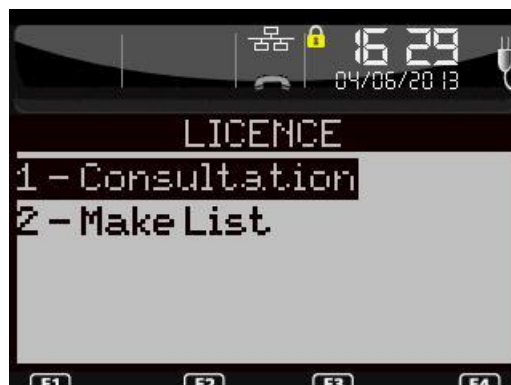 16 29
04/06/2013
LICENCE
1 - Consultation
2 - Make List
F1 F2 F3 F4